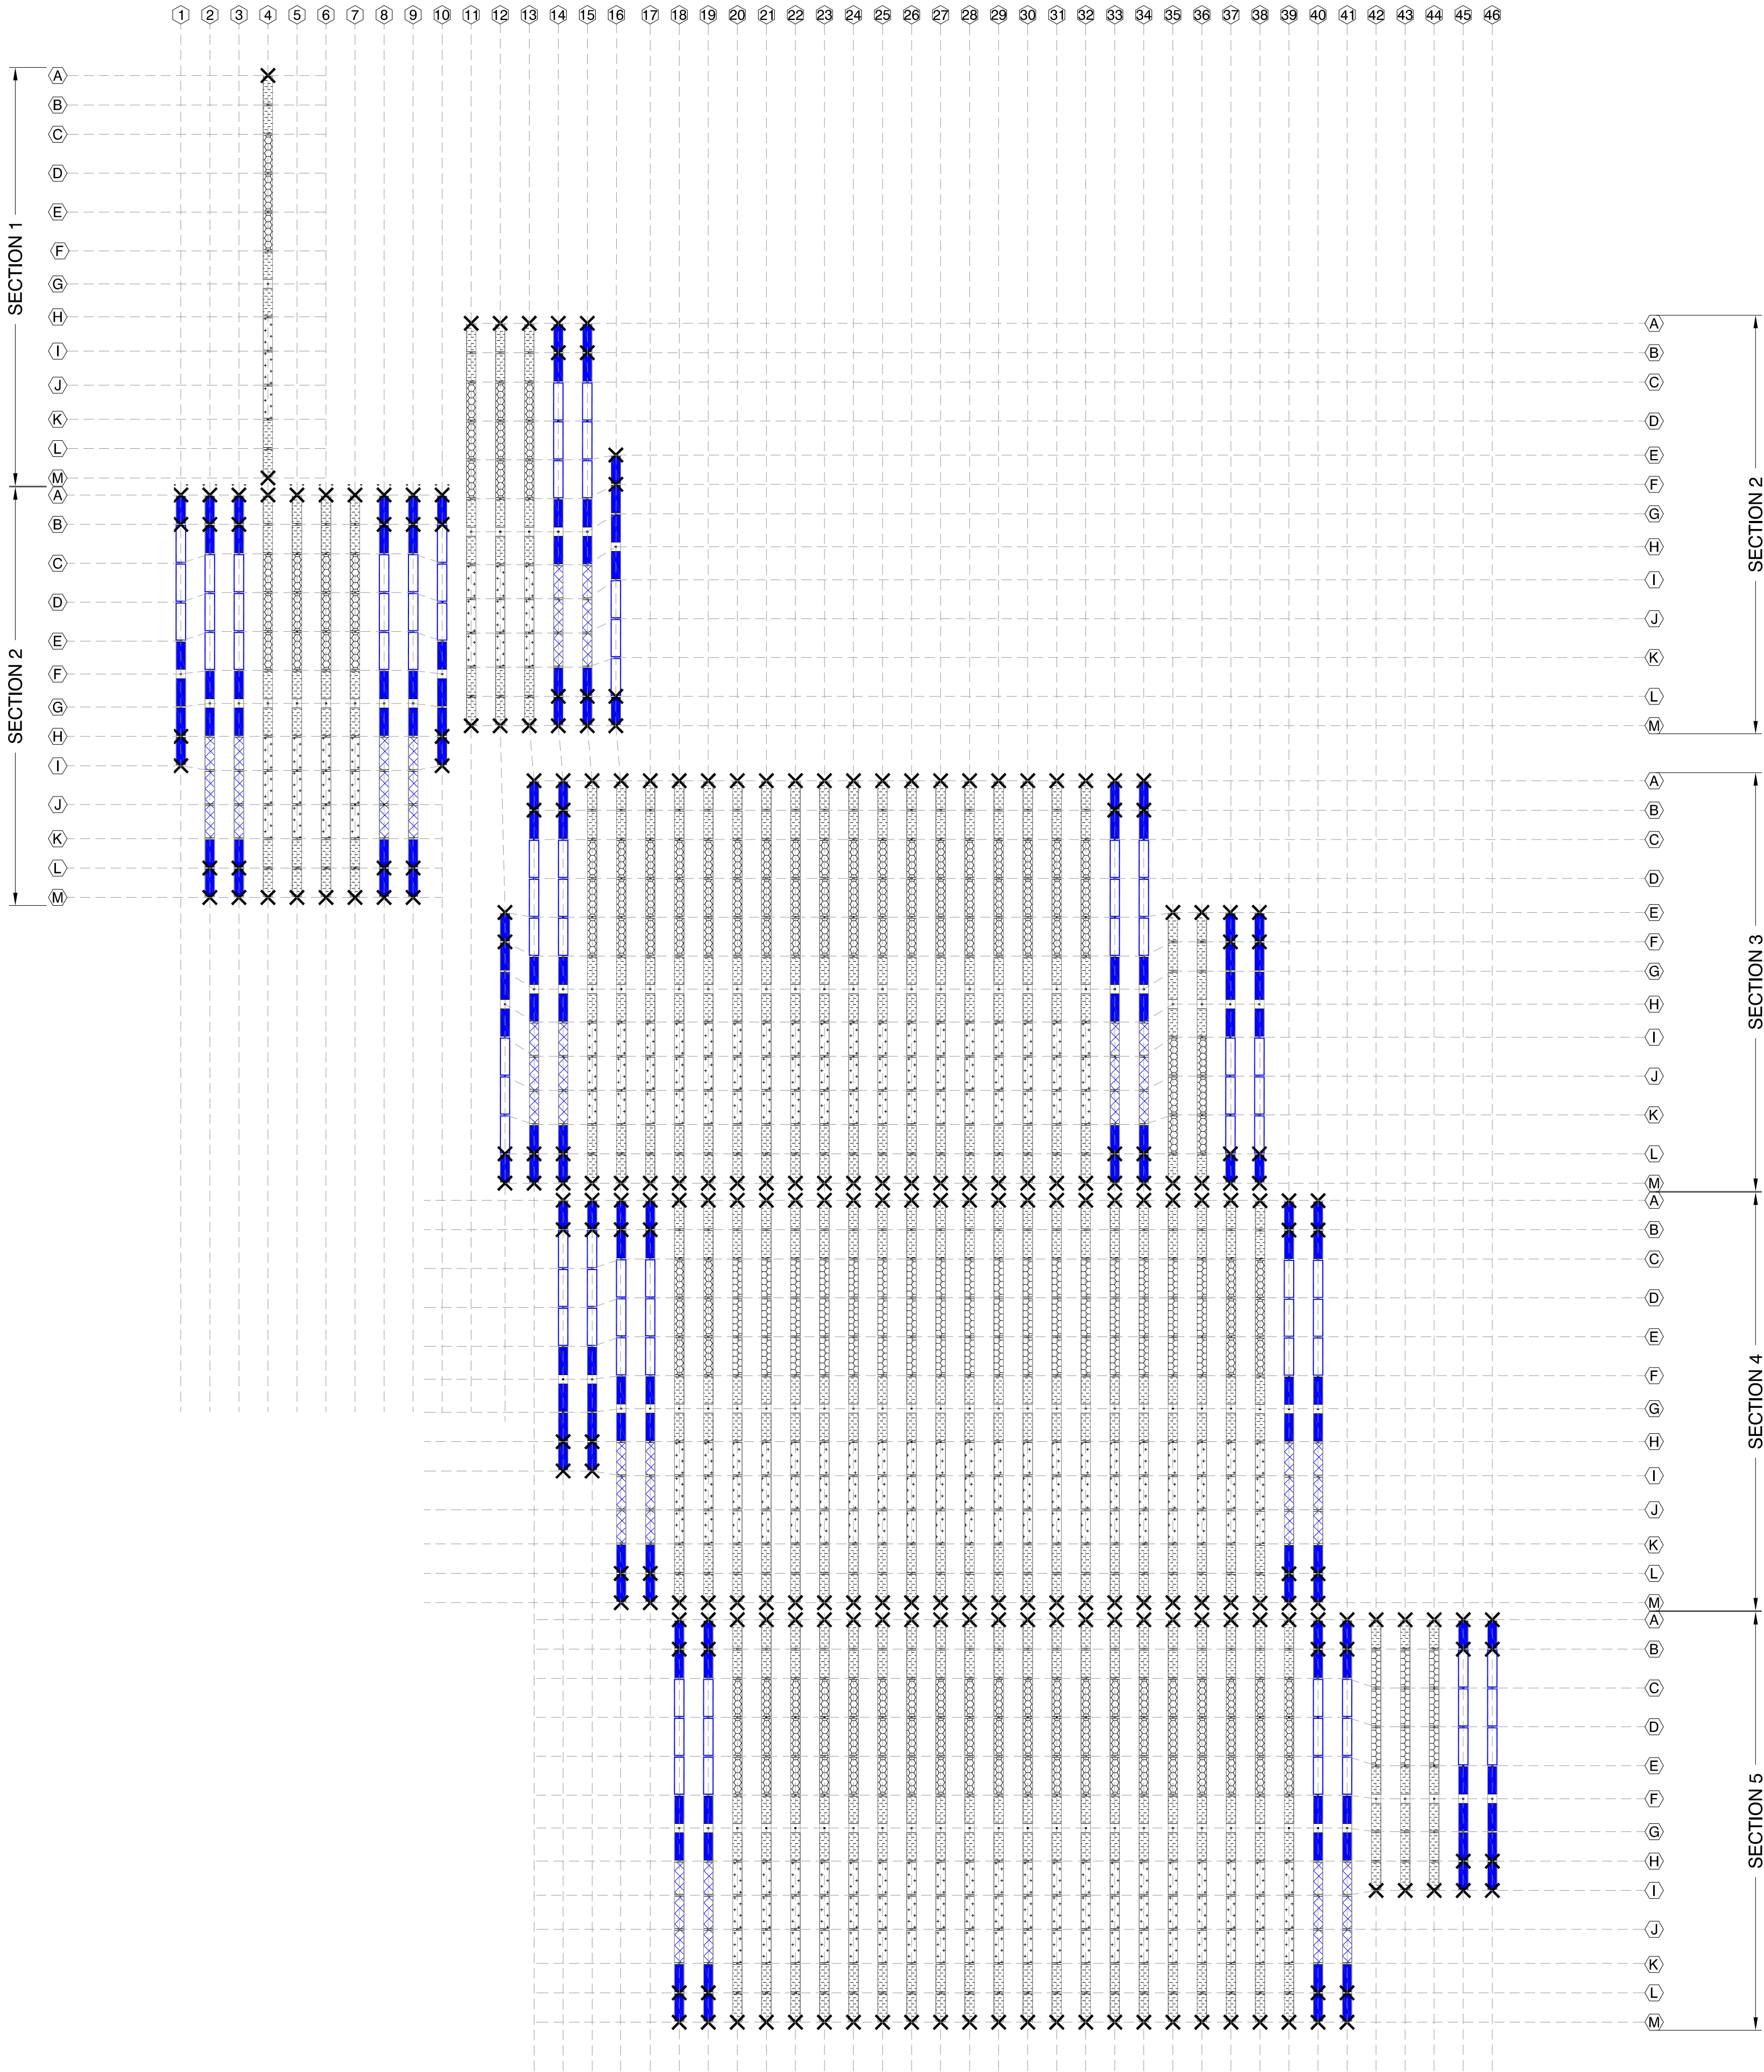 1 2 3 4 5 6 7 8 9 10 11 12 13 14 15 16 17 18 19 20 21 22 23 24 25 26 27 28 29 30 31 32 33 34 35 36 37 38 39 40 41 42 43 44 45 46
SECTION 1
A
B
C
D
E
F
G
H
I
J
K
L
M
SECTION 2
A
B
C
D
E
F
G
H
I
J
K
L
M
A
B
C
D
E
F
G
H
I
J
K
L
M
SECTION 2
A
B
C
D
E
F
G
H
I
J
K
L
M
SECTION 3
A
B
C
D
E
F
G
H
I
J
K
L
M
SECTION 4
A
B
C
D
E
F
G
H
I
J
K
L
M
SECTION 5